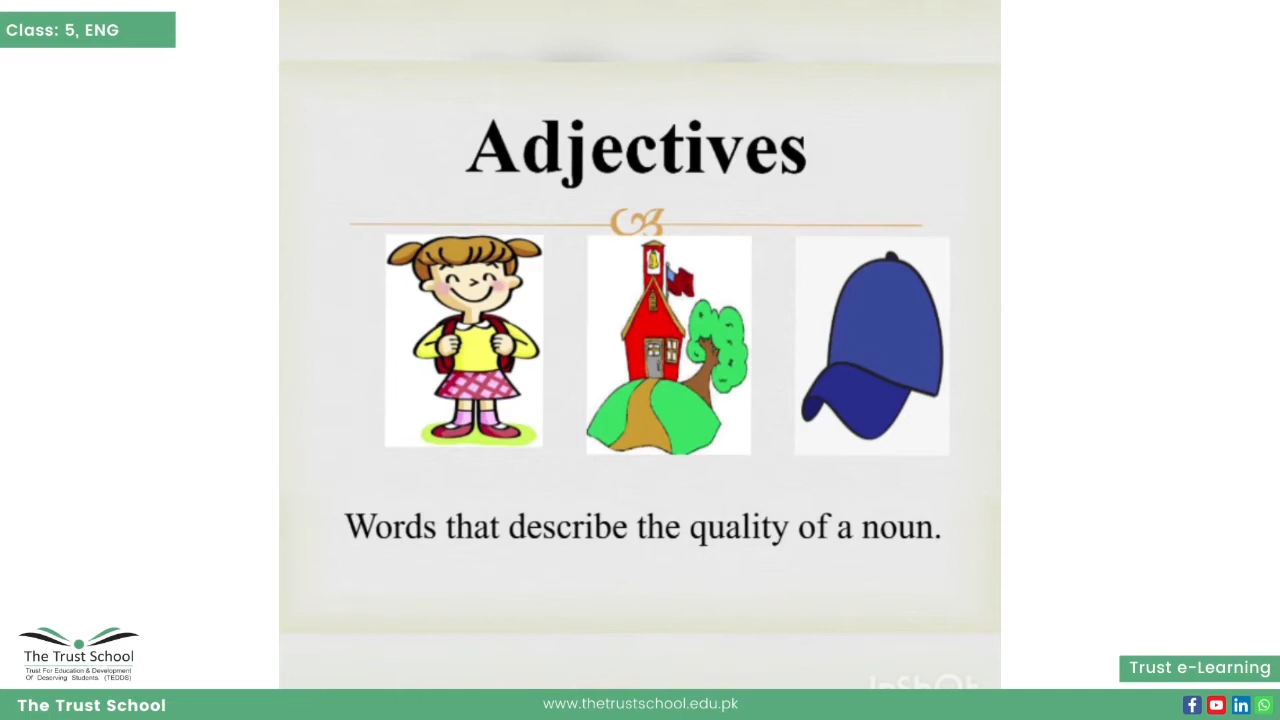 Class: 5, ENG
Adjectives
Words that describe the quality of a noun.
The Trust School
Trust For Education & Development
Of Deserving Students. (TEDDS)
Trust e-Learning
InShOt
The Trust School
www.thetrustschool.edu.pk